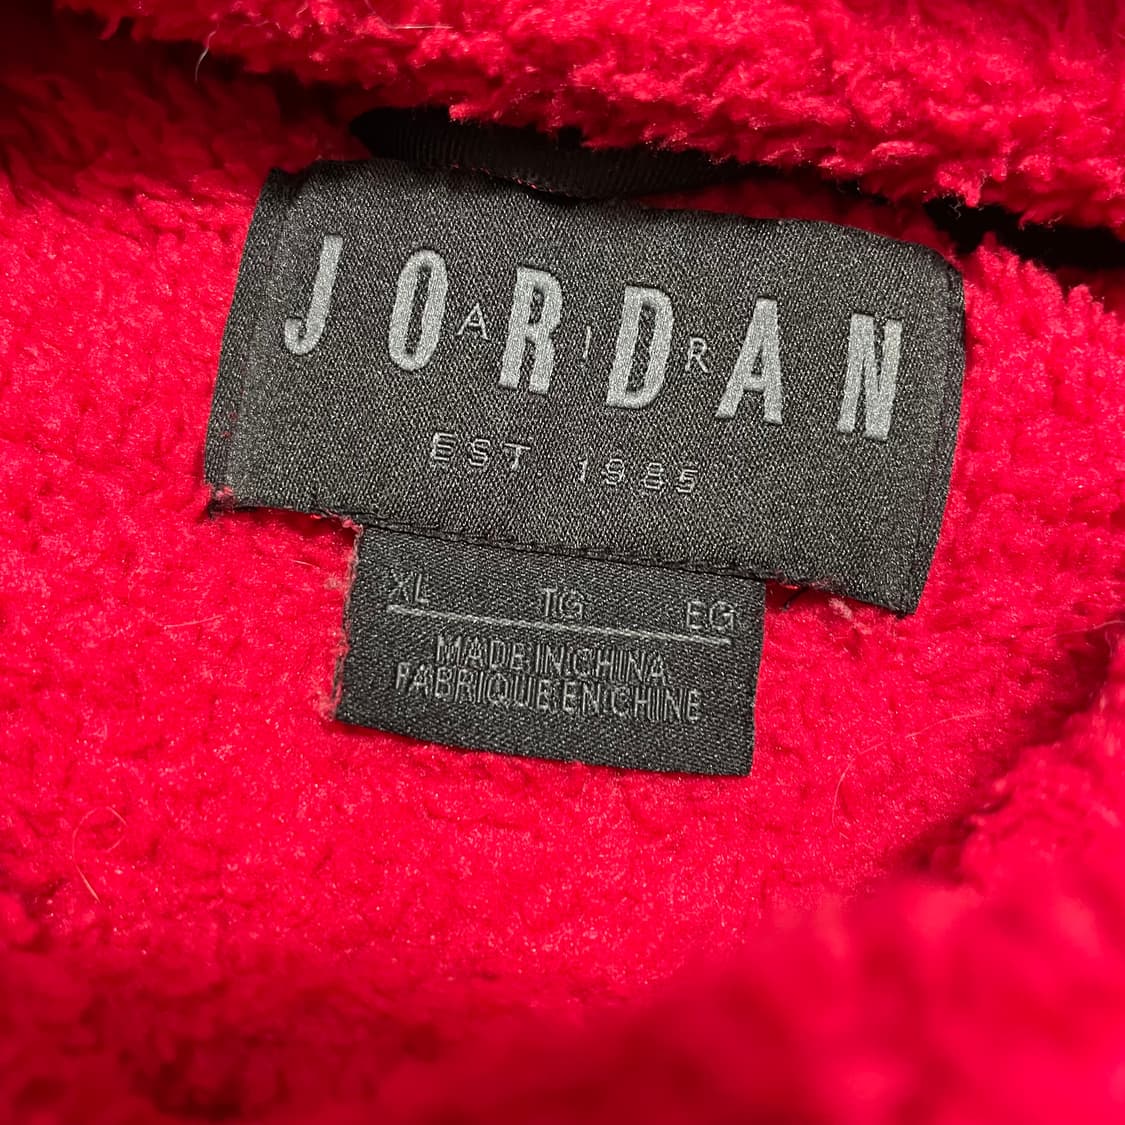 JORDAN
AIR
EST. 1985
XL TG EG
MADE IN CHINA
FABRIQUE EN CHINE